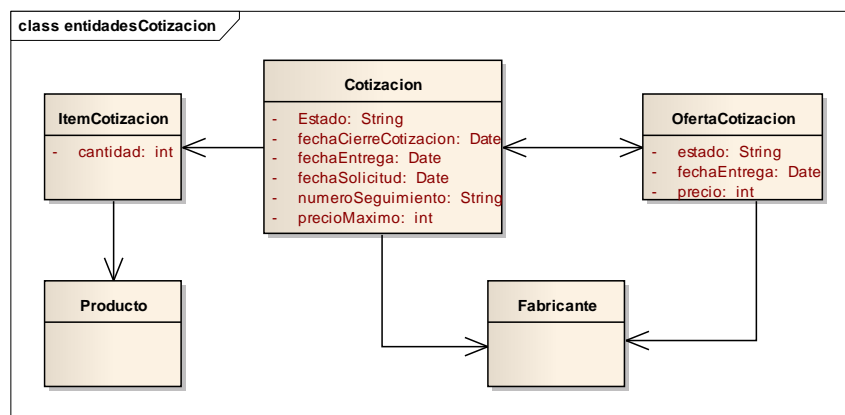 class entidadesCotizacion
Cotizacion
- Estado: String
- fechaCierreCotizacion: Date
- fechaEntrega: Date
- fechaSolicitud: Date
- numeroSeguimiento: String
- precioMaximo: int
ItemCotizacion
- cantidad: int
OfertaCotizacion
- estado: String
- fechaEntrega: Date
- precio: int
Producto
Fabricante